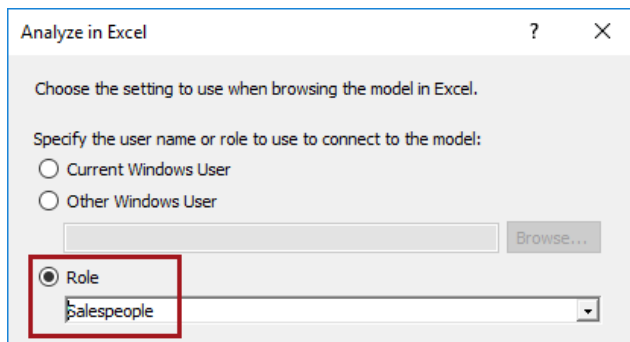 Analyze in Excel ?
Choose the setting to use when browsing the model in Excel.
Specify the user name or role to use to connect to the model:
Current Windows User
Other Windows User
Browse...
Role
Salespeople